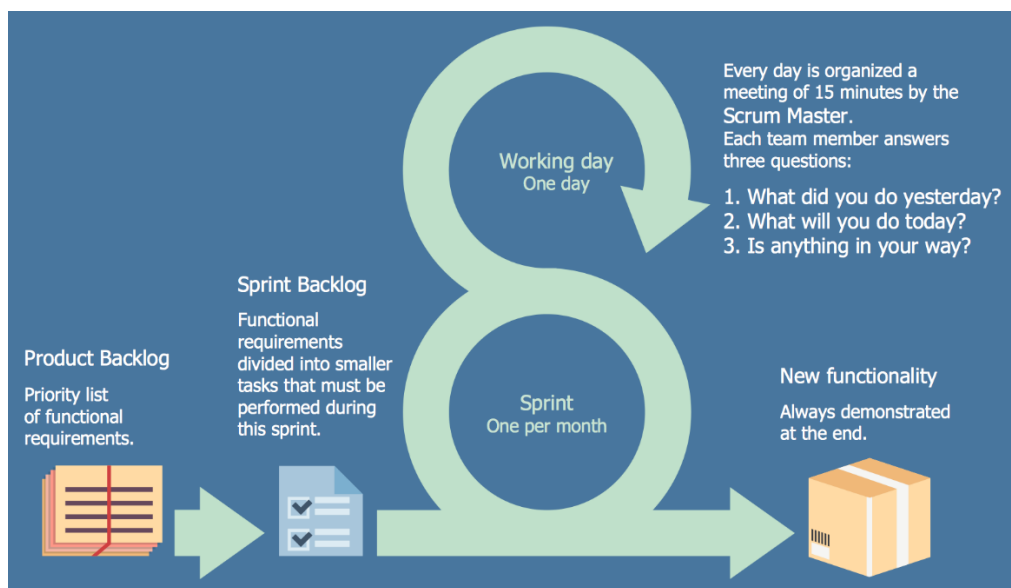 Product Backlog
Priority list
of functional
requirements.
Sprint Backlog
Functional
requirements
divided into smaller
tasks that must be
performed during
this sprint.
Working day
One day
Sprint
One per month
Every day is organized a
meeting of 15 minutes by the
Scrum Master.
Each team member answers
three questions:
1. What did you do yesterday?
2. What will you do today?
3. Is anything in your way?
New functionality
Always demonstrated
at the end.